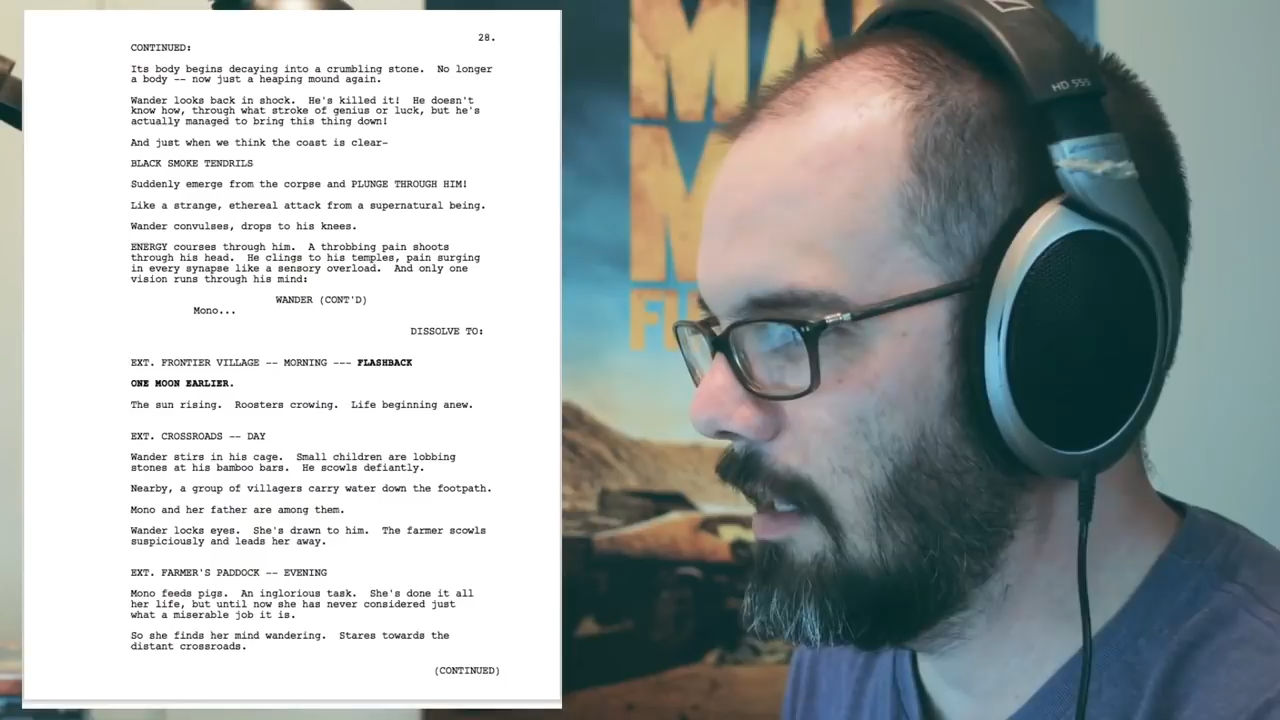 28.
CONTINUED:
Its body begins decaying into a crumbling stone. No longer
a body -- now just a heaping mound again.
Wander looks back in shock. He's killed it! He doesn't
know how, through what stroke of genius or luck, but he's
actually managed to bring this thing down!
And just when we think the coast is clear-
BLACK SMOKE TENDRILS
Suddenly emerge from the corpse and PLUNGE THROUGH HIM!
Like a strange, ethereal attack from a supernatural being.
Wander convulses, drops to his knees.
ENERGY courses through him. A throbbing pain shoots
through his head. He clings to his temples, pain surging
in every synapse like a sensory overload. And only one
vision runs through his mind:
WANDER (CONT'D)
Mono...
DISSOLVE TO:
EXT. FRONTIER VILLAGE -- MORNING --- FLASHBACK
ONE MOON EARLIER.
The sun rising. Roosters crowing. Life beginning anew.
EXT. CROSSROADS -- DAY
Wander stirs in his cage. Small children are lobbing
stones at his bamboo bars. He scowls defiantly.
Nearby, a group of villagers carry water down the footpath.
Mono and her father are among them.
Wander locks eyes. She's drawn to him. The farmer scowls
suspiciously and leads her away.
EXT. FARMER'S PADDOCK -- EVENING
Mono feeds pigs. An inglorious task. She's done it all
her life, but until now she has never considered just
what a miserable job it is.
So she finds her mind wandering. Stares towards the
distant crossroads.
(CONTINUED)
HD 555